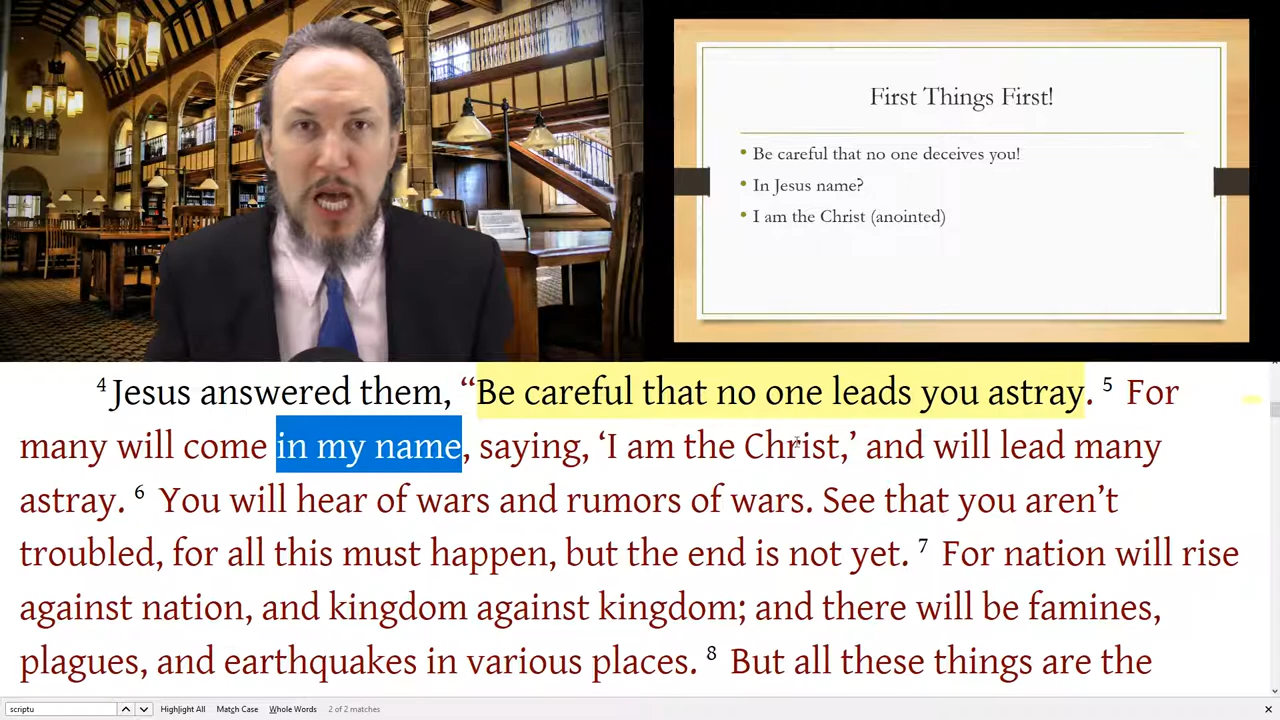 First Things First!
• Be careful that no one deceives you!
• In Jesus name?
• I am the Christ (anointed)
4 Jesus answered them, “Be careful that no one leads you astray. 5 For
many will come in my name, saying, ‘I am the Christ,’ and will lead many
astray. 6 You will hear of wars and rumors of wars. See that you aren’t
troubled, for all this must happen, but the end is not yet. 7 For nation will rise
against nation, and kingdom against kingdom; and there will be famines,
plagues, and earthquakes in various places. 8 But all these things are the
scriptu
Highlight All Match Case Whole Words 2 of 2 matches